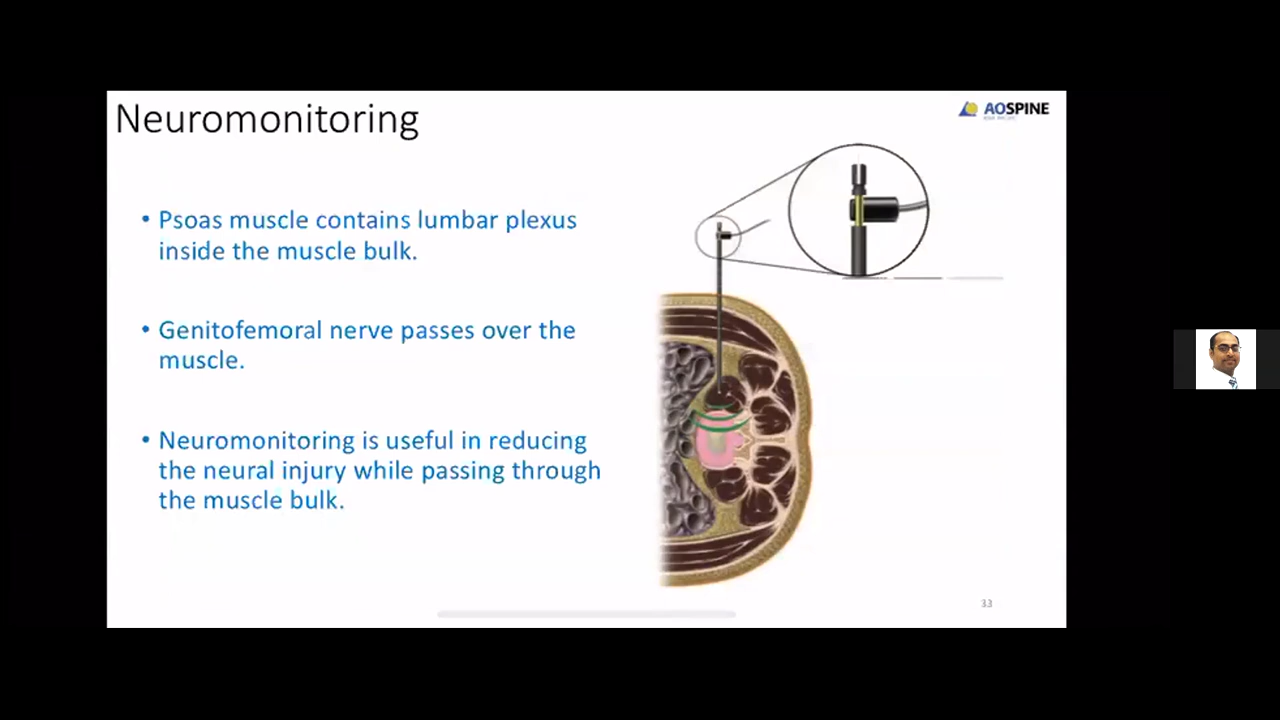 Neuromonitoring
AOSPINE
• Psoas muscle contains lumbar plexus
inside the muscle bulk.
• Genitofemoral nerve passes over the
muscle.
• Neuromonitoring is useful in reducing
the neural injury while passing through
the muscle bulk.
33